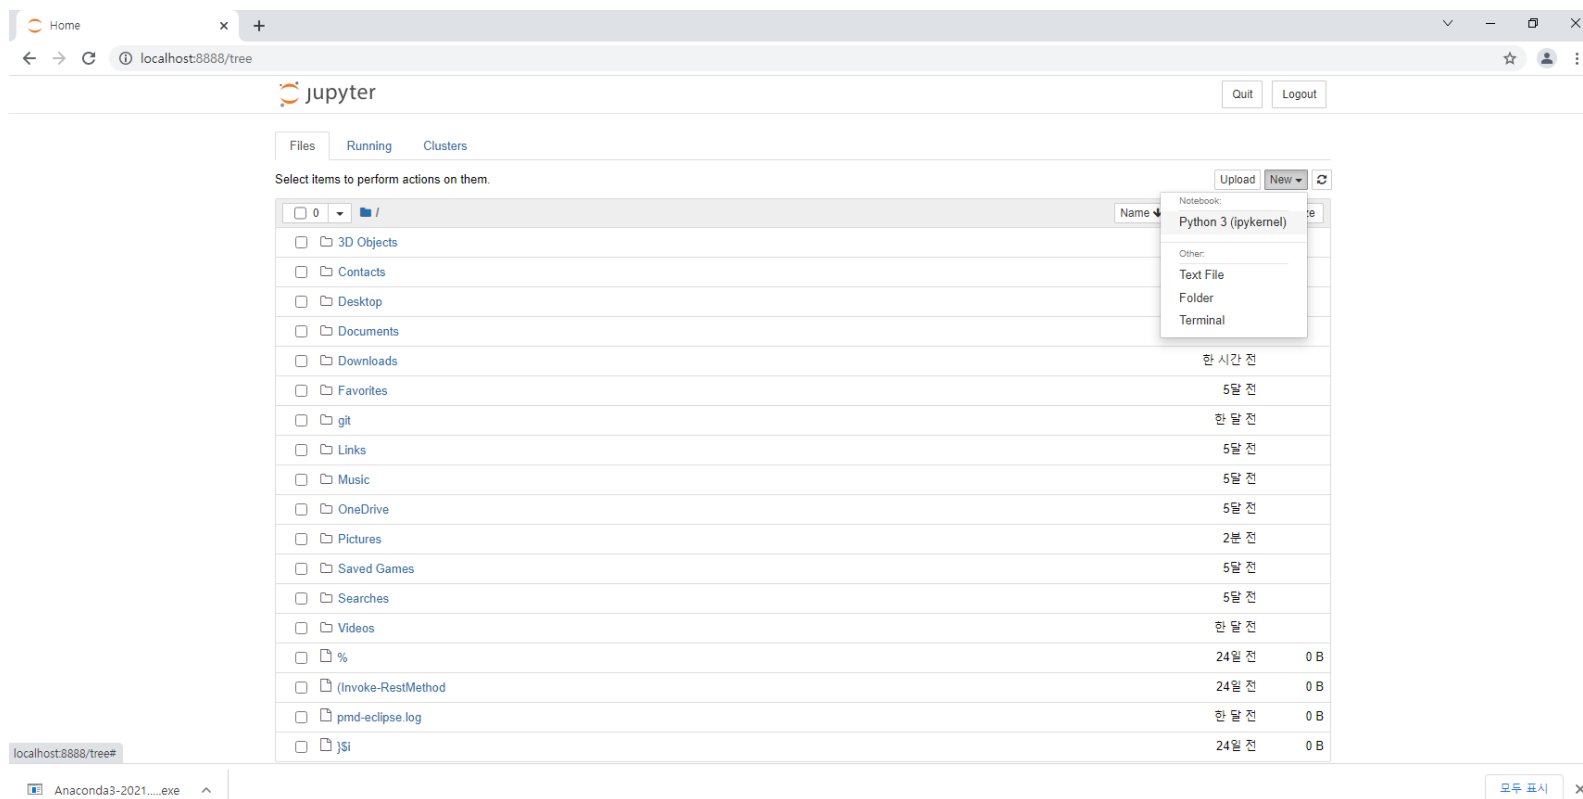 Home
localhost:8888/tree
jupyter
Quit Logout
Files Running Clusters
Select items to perform actions on them.
Upload New
0 /
Name
Notebook:
Python 3 (ipykernel)
Other:
Text File
Folder
Terminal
3D Objects
Contacts
Desktop
Documents
Downloads 한 시간 전
Favorites 5달 전
git 한 달 전
Links 5달 전
Music 5달 전
OneDrive 5달 전
Pictures 2분 전
Saved Games 5달 전
Searches 5달 전
Videos 한 달 전
% 24일 전 0 B
(Invoke-RestMethod 24일 전 0 B
pmd-eclipse.log 한 달 전 0 B
}$i 24일 전 0 B
localhost:8888/tree#
Anaconda3-2021.....exe
모두 표시